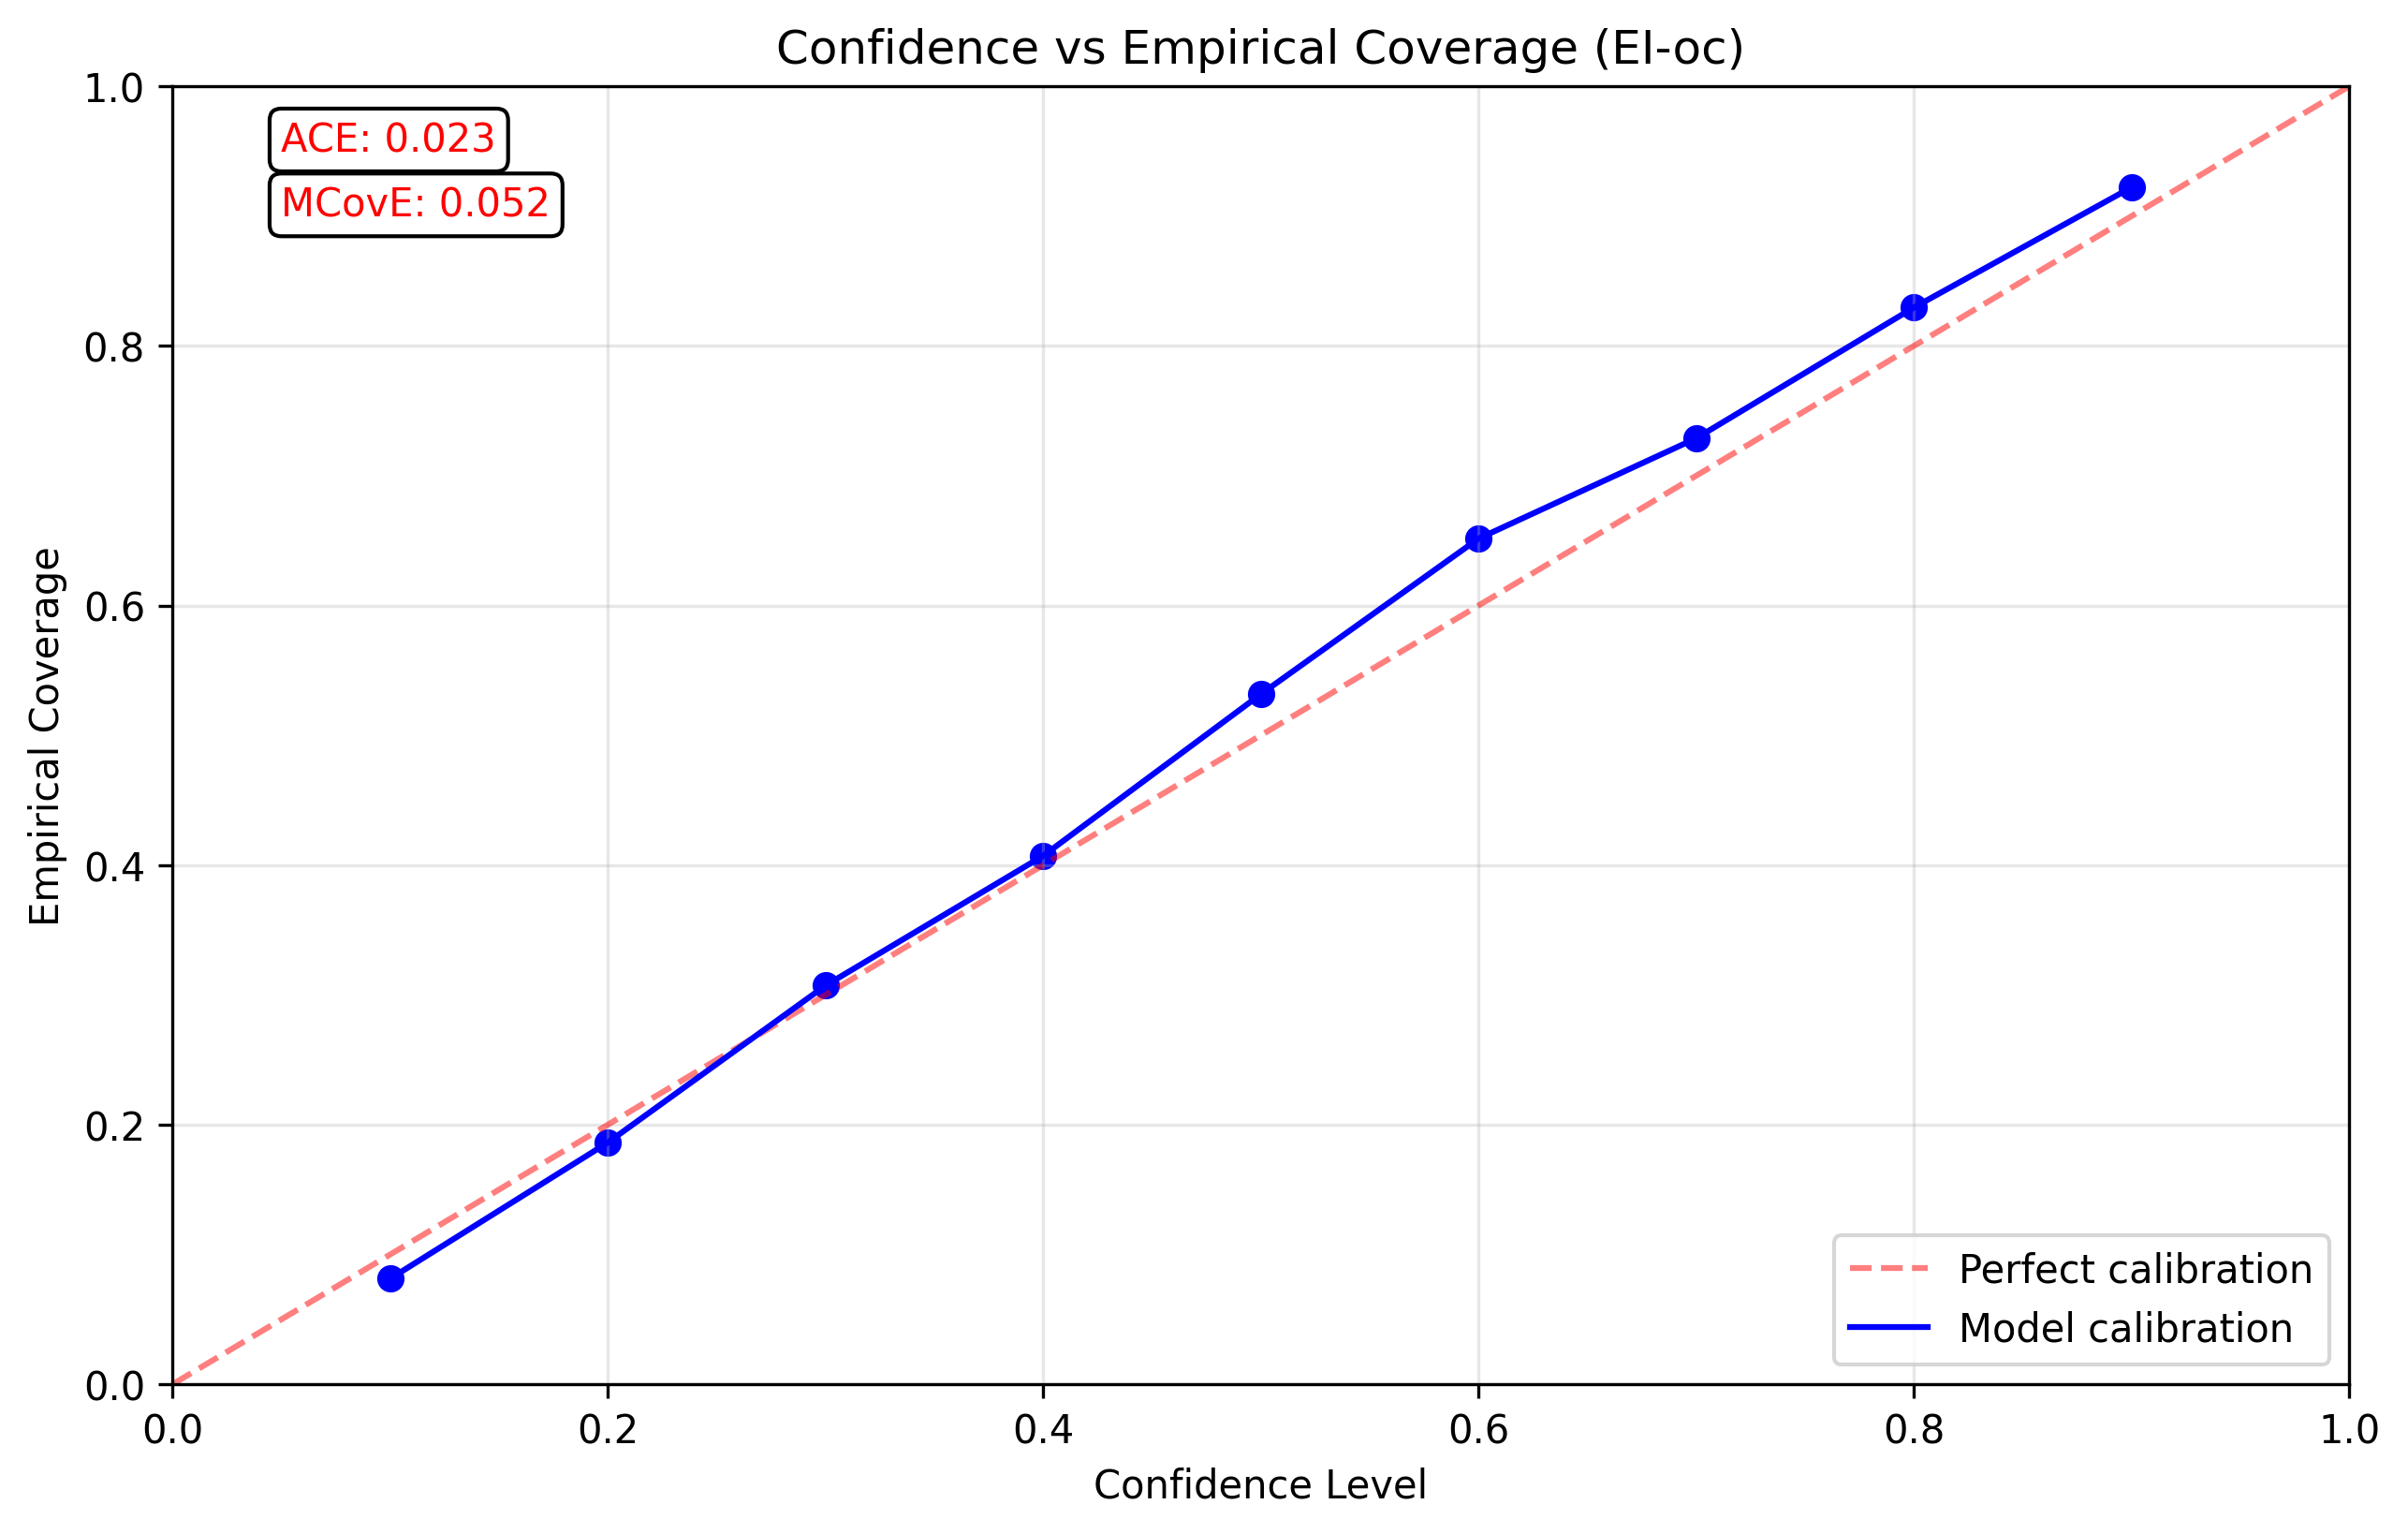 Confidence vs Empirical Coverage (EI-oc)
ACE: 0.023
MCovE: 0.052
1.0
0.8
0.6
0.4
0.2
0.0
Empirical Coverage
Perfect calibration
Model calibration
0.0 0.2 0.4 0.6 0.8 1.0
Confidence Level